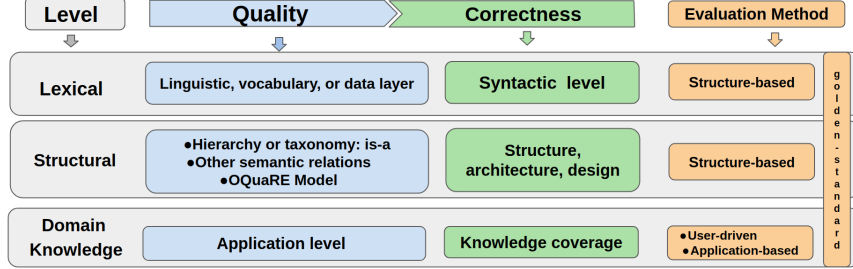 Level
Quality
Correctness
Evaluation Method
Lexical
Linguistic, vocabulary, or data layer
Syntactic level
Structure-based
Structural
●Hierarchy or taxonomy: is-a
●Other semantic relations
●OQuaRE Model
Structure,
architecture, design
Structure-based
Domain
Knowledge
Application level
Knowledge coverage
●User-driven
●Application-based
golden-standard